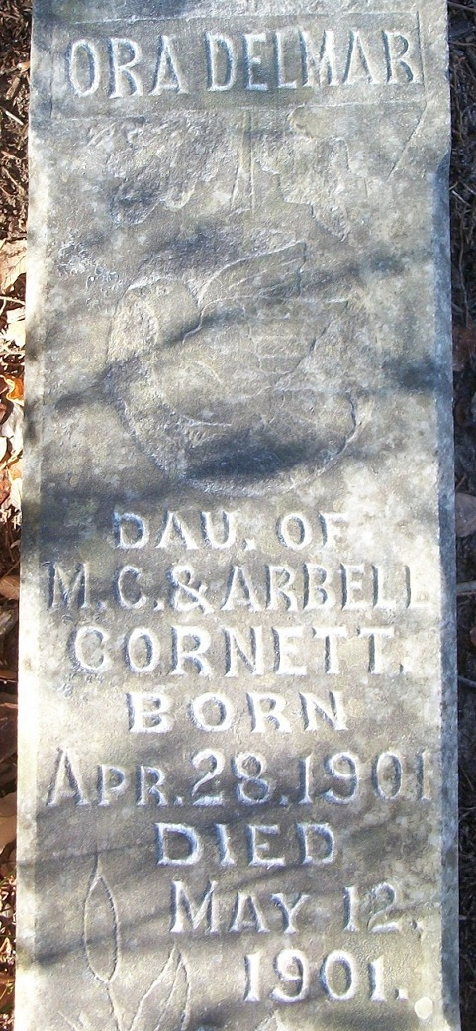 ORA DELMAR
DAU. OF
M.C.& ARBELL
CORNETT.
BORN
APR.28.1901
DIED
MAY 12.
1901.